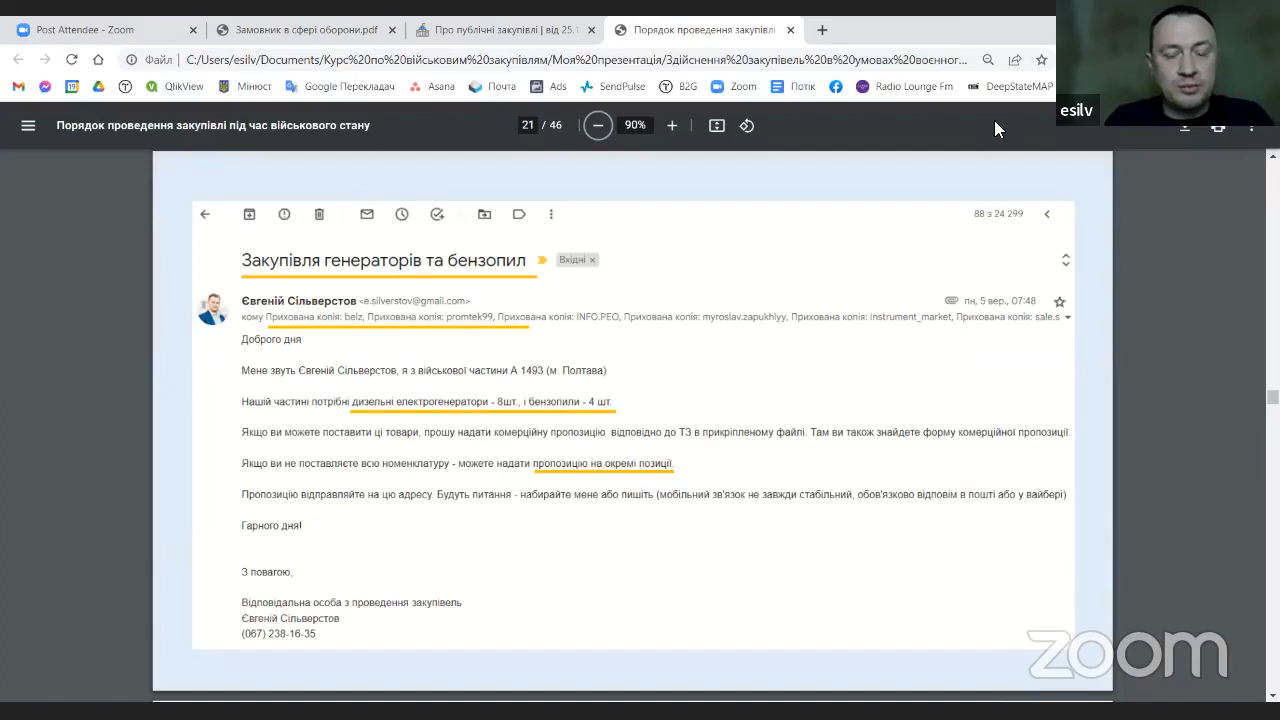 Post Attendee - Zoom
Замовник в сфері оборони.pdf
Про публічні закупівлі | від 25.1
Порядок проведення закупівлі
Файл
C:/Users/esilv/Documents/Курс%20по%20військовим%20закупівлям/Моя%20презентація/Здійснення%20закупівель%20в%20умовах%20воєнног...
QlikView
Мінюст
Google Перекладач
Asana
Почта
Ads
SendPulse
B2G
Zoom
Потік
Radio Lounge Fm
DeepStateMAP
esilv
Порядок проведення закупівлі під час військового стану
21 / 46
90%
88 з 24 299
Закупівля генераторів та бензопил
Вхідні ×
Євгеній Сільверстов <e.silverstov@gmail.com>
пн, 5 вер., 07:48
кому Прихована копія: belz, Прихована копія: promtek99, Прихована копія: INFO.PEO, Прихована копія: myroslav.zapukhlyy, Прихована копія: instrument_market, Прихована копія: sale.s
Доброго дня
Мене звуть Євгеній Сільверстов, я з військової частини А 1493 (м. Полтава)
Нашій частині потрібні дизельні електрогенератори - 8шт., і бензопили - 4 шт.
Якщо ви можете поставити ці товари, прошу надати комерційну пропозицію відповідно до ТЗ в прикріпленому файлі. Там ви також знайдете форму комерційної пропозиції.
Якщо ви не поставляєте всю номенклатуру - можете надати пропозицію на окремі позиції.
Пропозицію відправляйте на цю адресу. Будуть питання - набирайте мене або пишіть (мобільний зв'язок не завжди стабільний, обов'язково відповім в пошті або у вайбері)
Гарного дня!
З повагою,
Відповідальна особа з проведення закупівель
Євгеній Сільверстов
(067) 238-16-35
zoom